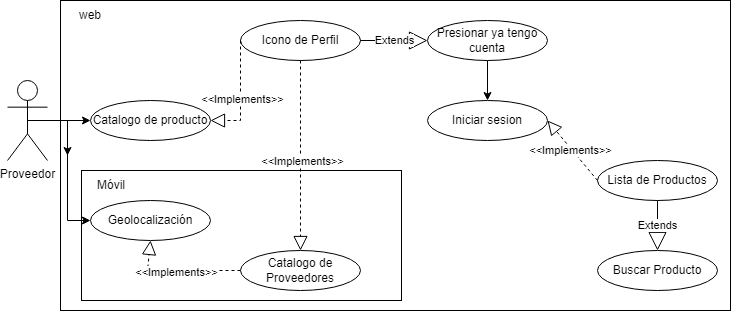 web
Icono de Perfil
Extends
Presionar ya tengo
cuenta
<<Implements>>
Catalogo de producto
Iniciar sesion
Proveedor
<<Implements>>
<<Implements>>
Lista de Productos
Móvil
Geolocalización
Extends
Catalogo de
Proveedores
<<Implements>>
Buscar Producto